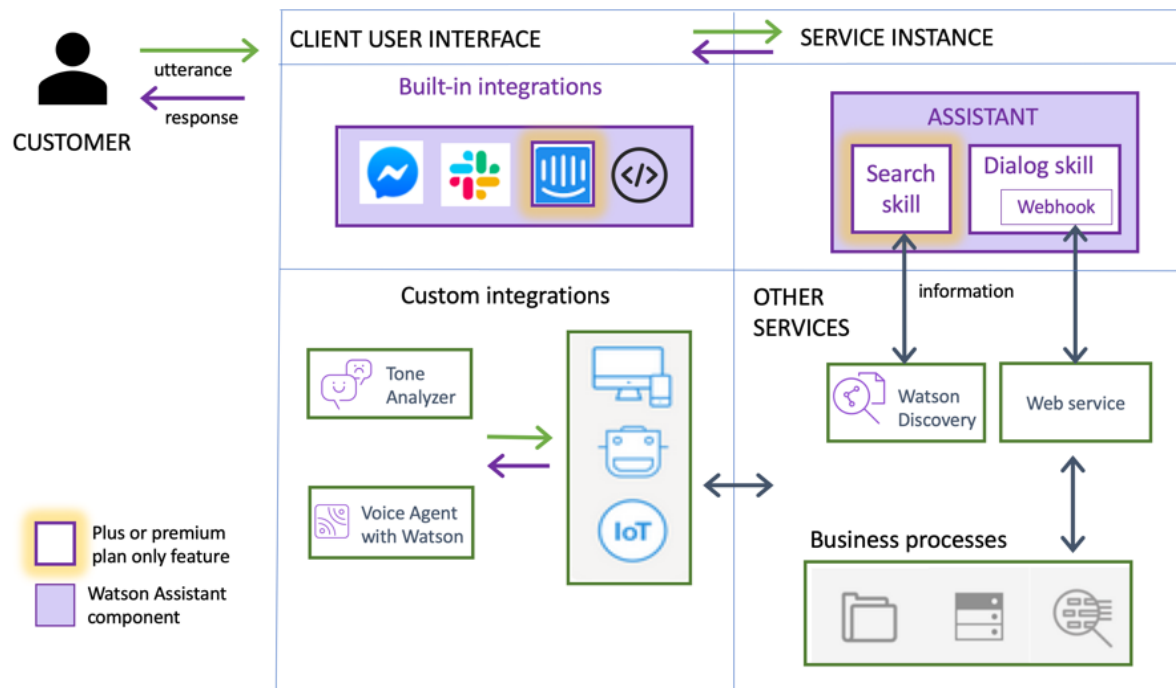 CUSTOMER
utterance
response
CLIENT USER INTERFACE
SERVICE INSTANCE
Built-in integrations
</>
ASSISTANT
Search
skill
Dialog skill
Webhook
Custom integrations
Tone
Analyzer
Voice Agent
with Watson
IoT
OTHER
SERVICES
information
Watson
Discovery
Web service
Business processes
Plus or premium
plan only feature
Watson Assistant
component